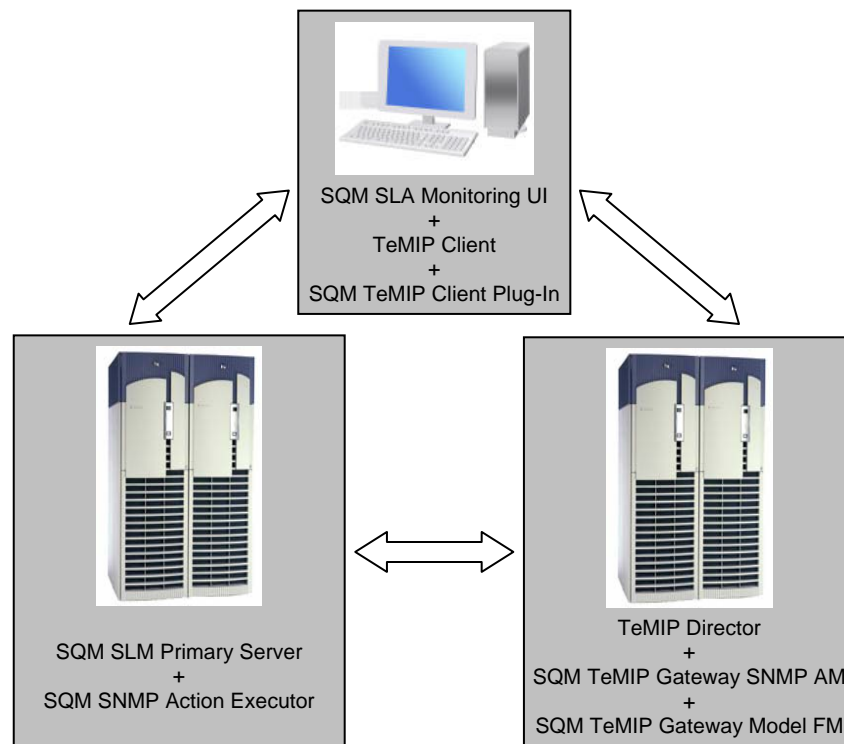 SQM SLA Monitoring UI
+
TeMIP Client
+
SQM TeMIP Client Plug-In
SQM SLM Primary Server
+
SQM SNMP Action Executor
TeMIP Director
+
SQM TeMIP Gateway SNMP AM
+
SQM TeMIP Gateway Model FM